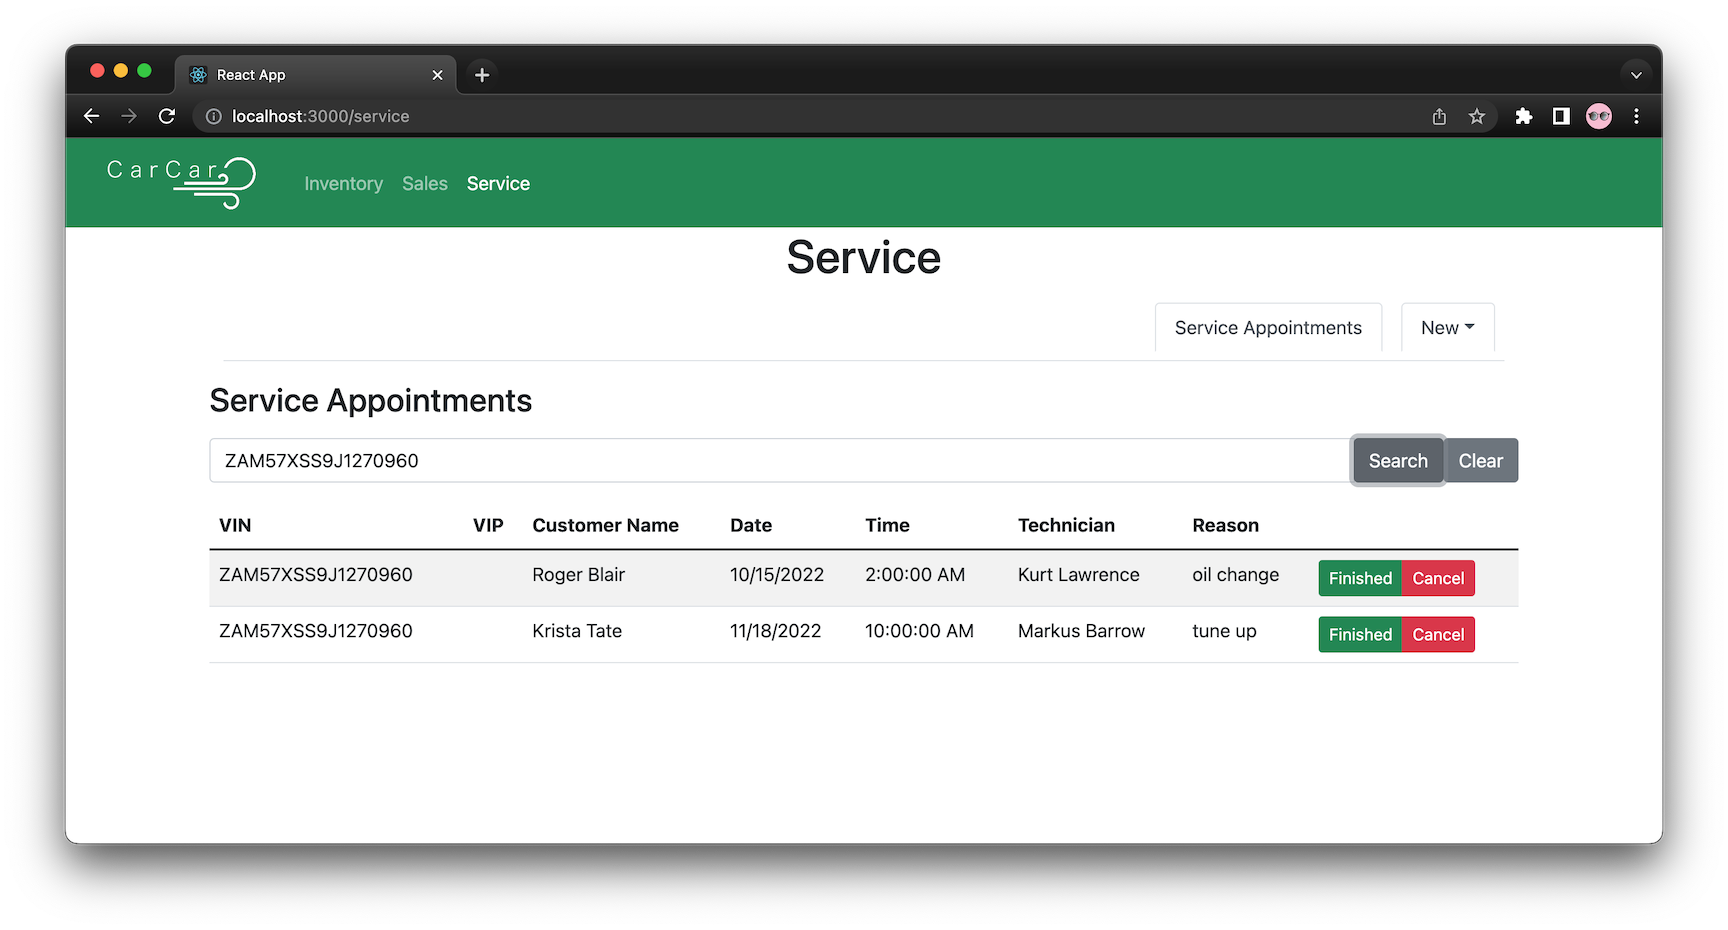 React App
localhost:3000/service
CarCar Inventory Sales Service
Service
Service Appointments New
Service Appointments
ZAM57XSS9J1270960 Search Clear
VIN VIP Customer Name Date Time Technician Reason
ZAM57XSS9J1270960 Roger Blair 10/15/2022 2:00:00 AM Kurt Lawrence oil change Finished Cancel
ZAM57XSS9J1270960 Krista Tate 11/18/2022 10:00:00 AM Markus Barrow tune up Finished Cancel